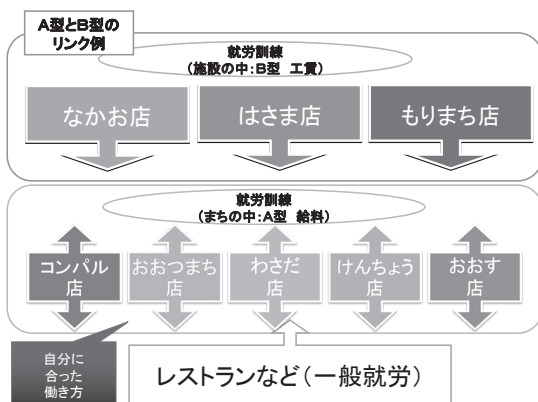 A型とB型の
リンク例
就労訓練
(施設の中:B型 工賃)
なかお店
はさま店
もりまち店
就労訓練
(まちの中:A型 給料)
コンパル
店
おおつまち
店
わさだ
店
けんちょう
店
おおす
店
自分に
合った
働き方
レストランなど(一般就労)